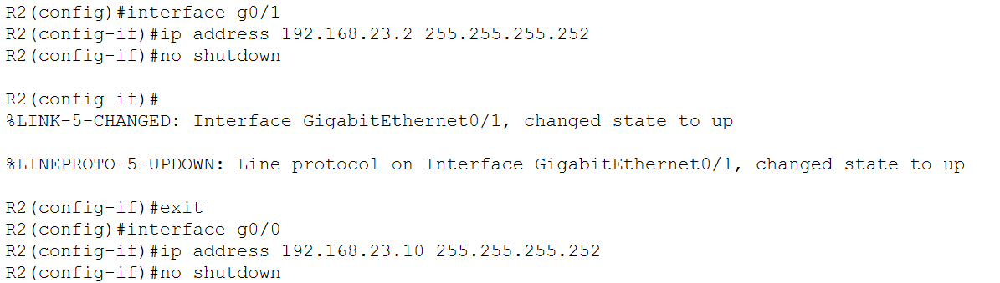 R2(config)#interface g0/1
R2(config-if)#ip address 192.168.23.2 255.255.255.252
R2(config-if)#no shutdown
R2(config-if)#
%LINK-5-CHANGED: Interface GigabitEthernet0/1, changed state to up
%LINEPROTO-5-UPDOWN: Line protocol on Interface GigabitEthernet0/1, changed state to up
R2(config-if)#exit
R2(config)#interface g0/0
R2(config-if)#ip address 192.168.23.10 255.255.255.252
R2(config-if)#no shutdown